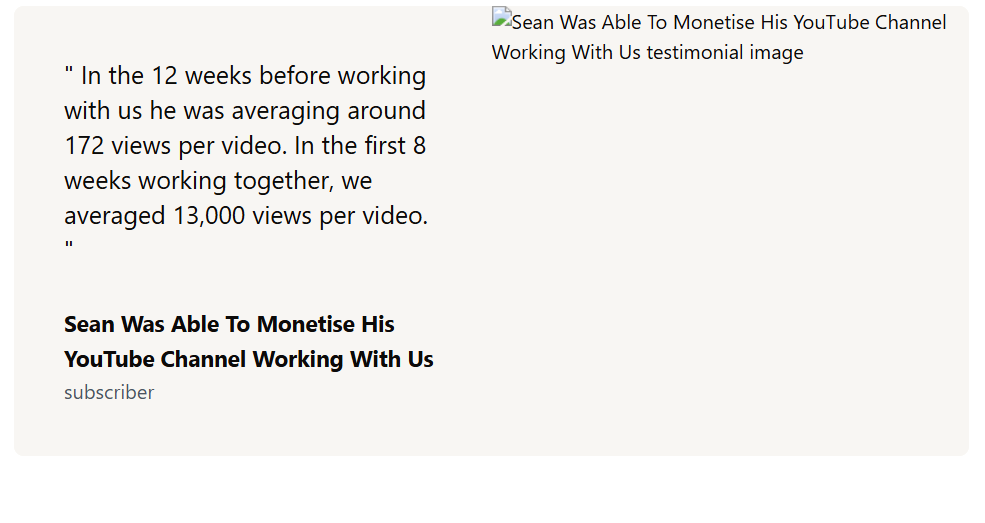 " In the 12 weeks before working
with us he was averaging around
172 views per video. In the first 8
weeks working together, we
averaged 13,000 views per video.
"
Sean Was Able To Monetise His
YouTube Channel Working With Us
subscriber
Sean Was Able To Monetise His YouTube Channel
Working With Us testimonial image